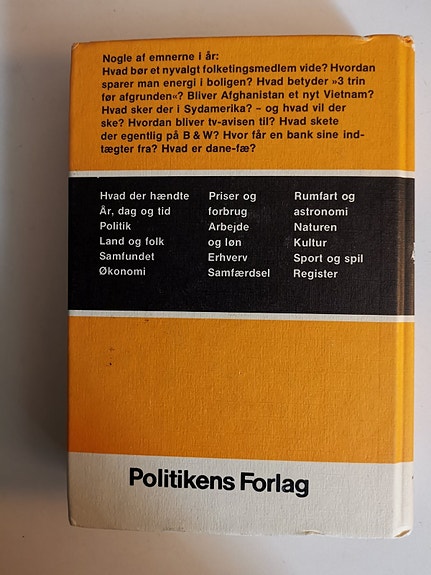 Nogle af emnerne i år:
Hvad bør et nyvalgt folketingsmedlem vide? Hvordan
sparer man energi i boligen? Hvad betyder »3 trin
før afgrunden«? Bliver Afghanistan et nyt Vietnam?
Hvad sker der i Sydamerika? – og hvad vil der
ske? Hvordan bliver tv-avisen til? Hvad skete
der egentlig på B & W? Hvor får en bank sine ind-
tægter fra? Hvad er dane-fæ?
Hvad der hændte
År, dag og tid
Politik
Land og folk
Samfundet
Økonomi
Priser og
forbrug
Arbejde
og løn
Erhverv
Samfærdsel
Rumfart og
astronomi
Naturen
Kultur
Sport og spil
Register
Politikens Forlag